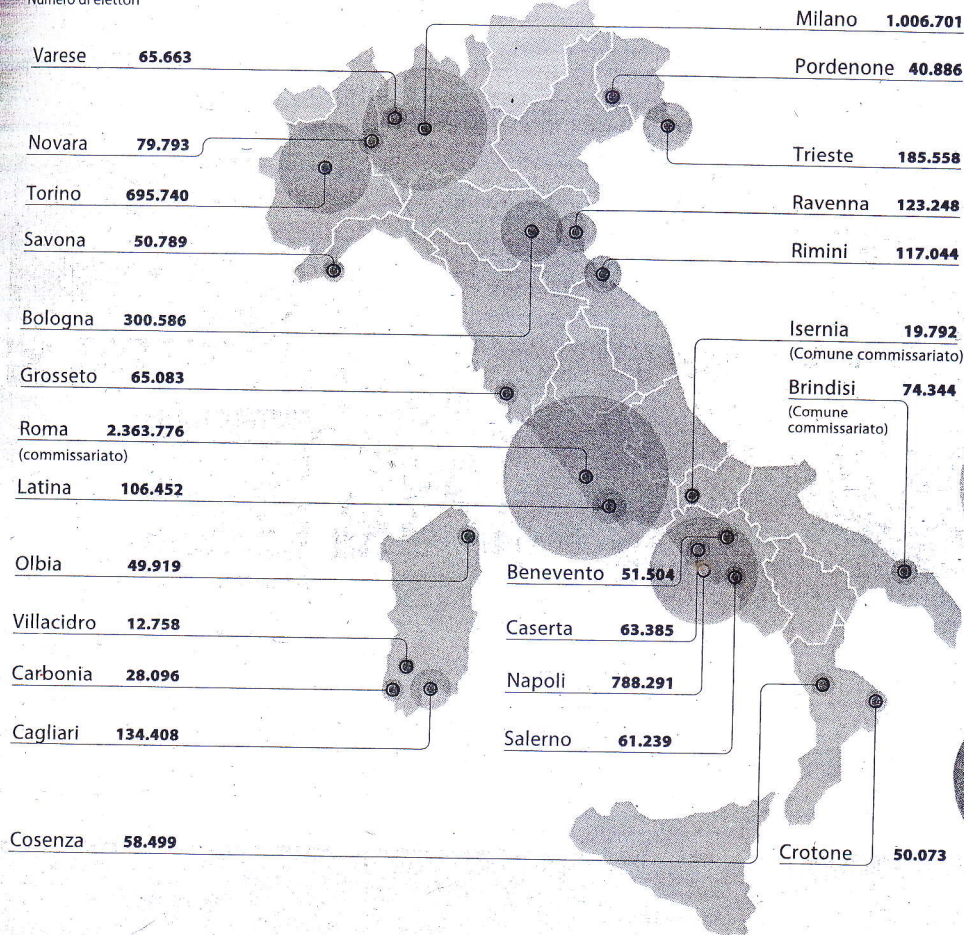 Numero di elettori
Varese 65.663
Novara 79.793
Torino 695.740
Savona 50.789
Bologna 300.586
Grosseto 65.083
Roma 2.363.776
(commissariato)
Latina 106.452
Olbia 49.919
Villacidro 12.758
Carbonia 28.096
Cagliari 134.408
Cosenza 58.499
Milano 1.006.701
Pordenone 40.886
Trieste 185.558
Ravenna 123.248
Rimini 117.044
Isernia 19.792
(Comune commissariato)
Brindisi 74.344
(Comune
commissariato)
Benevento 51.504
Caserta 63.385
Napoli 788.291
Salerno 61.239
Crotone 50.073